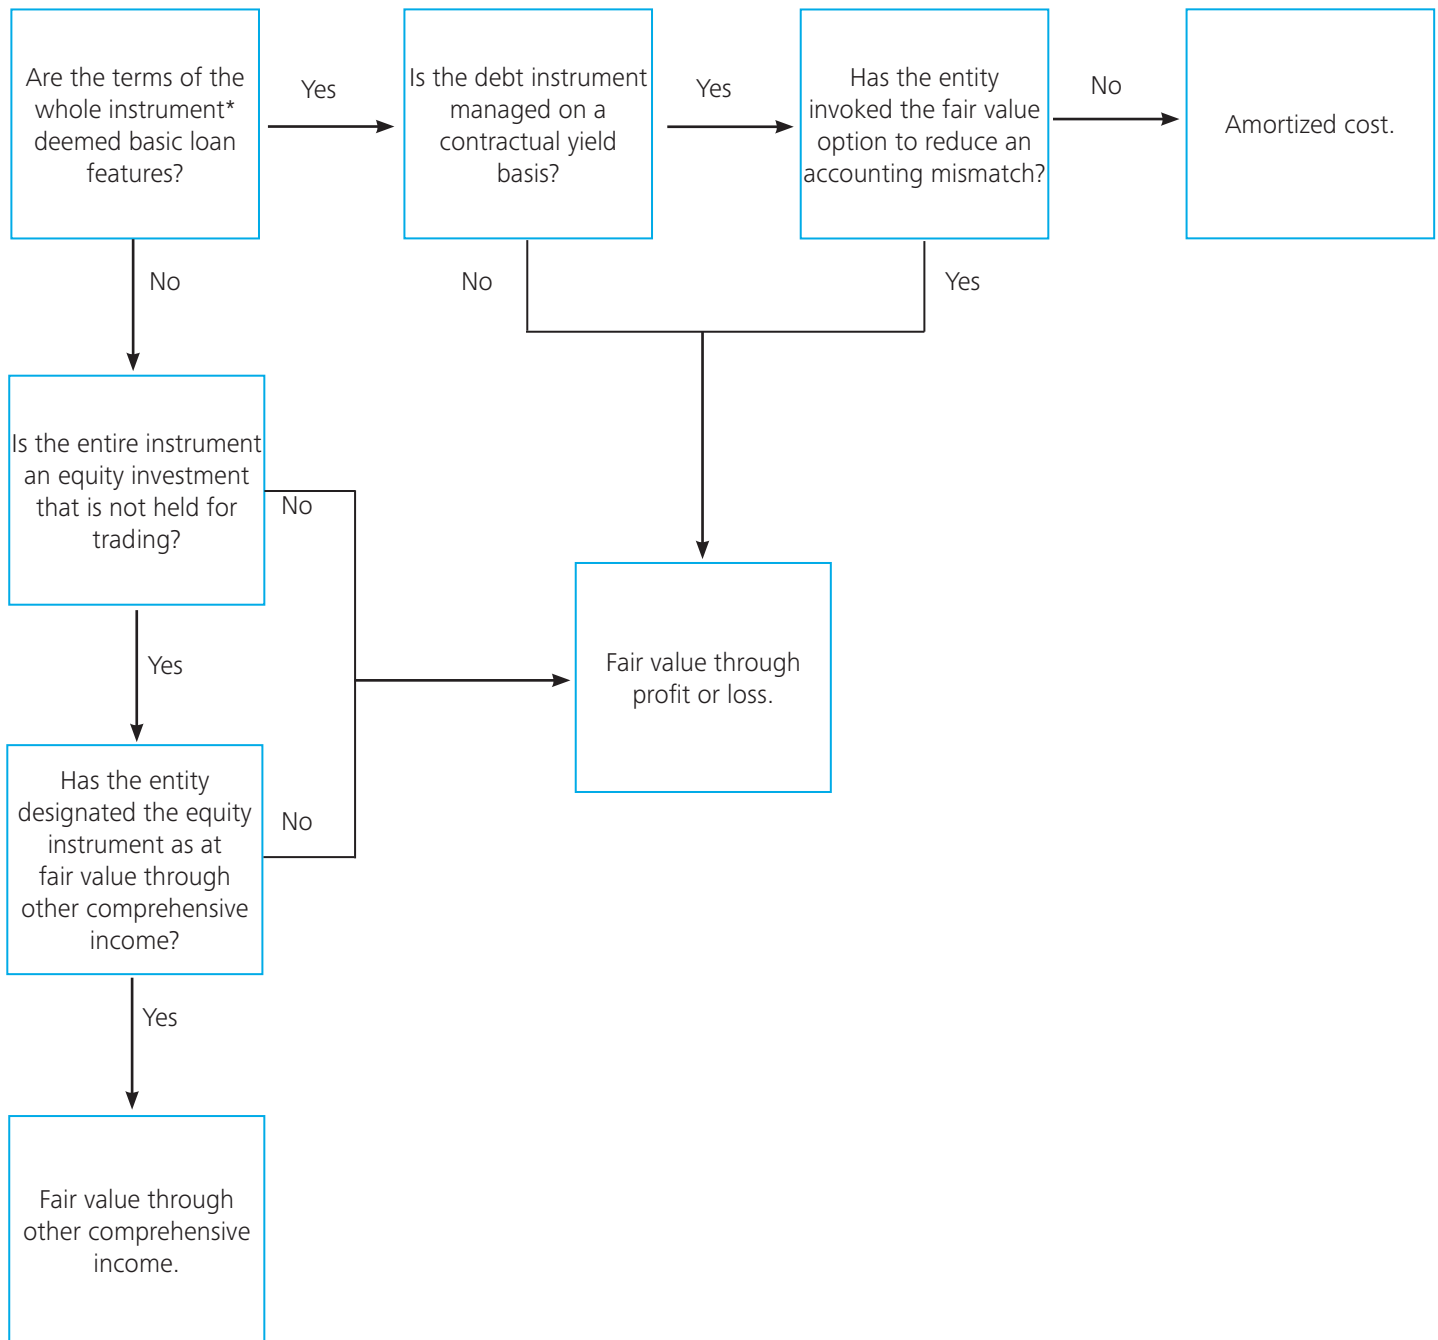 Are the terms of the
whole instrument*
deemed basic loan
features?
Yes
Is the debt instrument
managed on a
contractual yield
basis?
Yes
Has the entity
invoked the fair value
option to reduce an
accounting mismatch?
No
Amortized cost.
No
No
Yes
Is the entire instrument
an equity investment
that is not held for
trading?
No
Yes
Fair value through
profit or loss.
Has the entity
designated the equity
instrument as at
fair value through
other comprehensive
income?
No
Yes
Fair value through
other comprehensive
income.